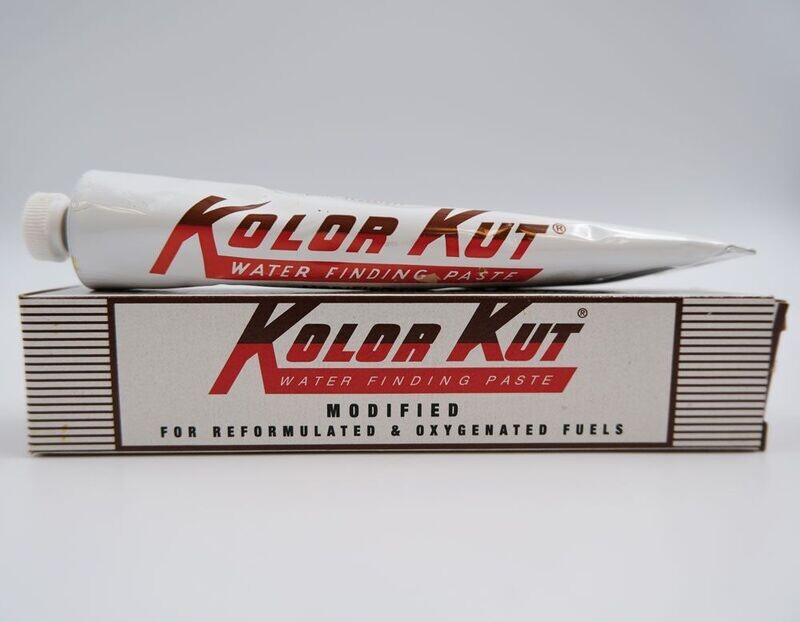 KOLOR KUT®
WATER FINDING PASTE
KOLOR KUT®
WATER FINDING PASTE
MODIFIED
FOR REFORMULATED & OXYGENATED FUELS